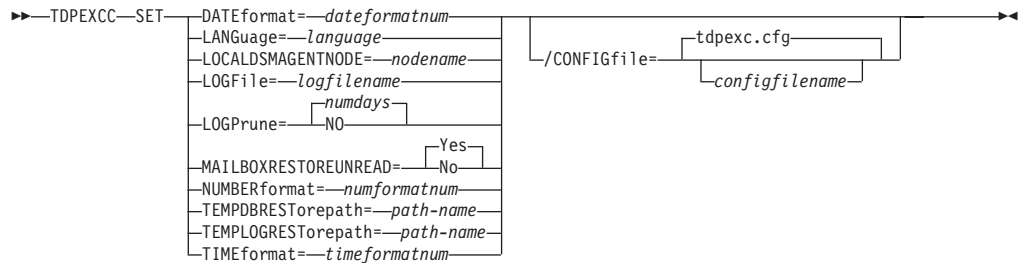 TDPEXCC SET DATEformat= dateformatnum
LANGuage= language
tdpexc.cfg
LOCALDSMAGENTNODE= nodename
/CONFIGfile=
LOGFile= logfilename
configfilename
numdays
LOGPrune= NO
Yes
MAILBOXRESTOREUNREAD= No
NUMBERformat= numformatnum
TEMPDBRESTorepath= path-name
TEMPLOGRESTorepath= path-name
TIMEformat= timeformatnum